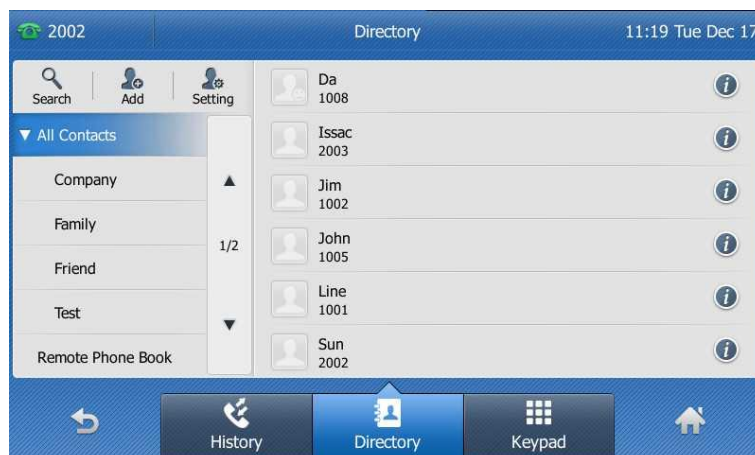 2002
Directory
11:19 Tue Dec 17
Search
Add
Setting
All Contacts
Company
Family
Friend
Test
Remote Phone Book
1/2
Da
1008
Issac
2003
Jim
1002
John
1005
Line
1001
Sun
2002
History
Directory
Keypad